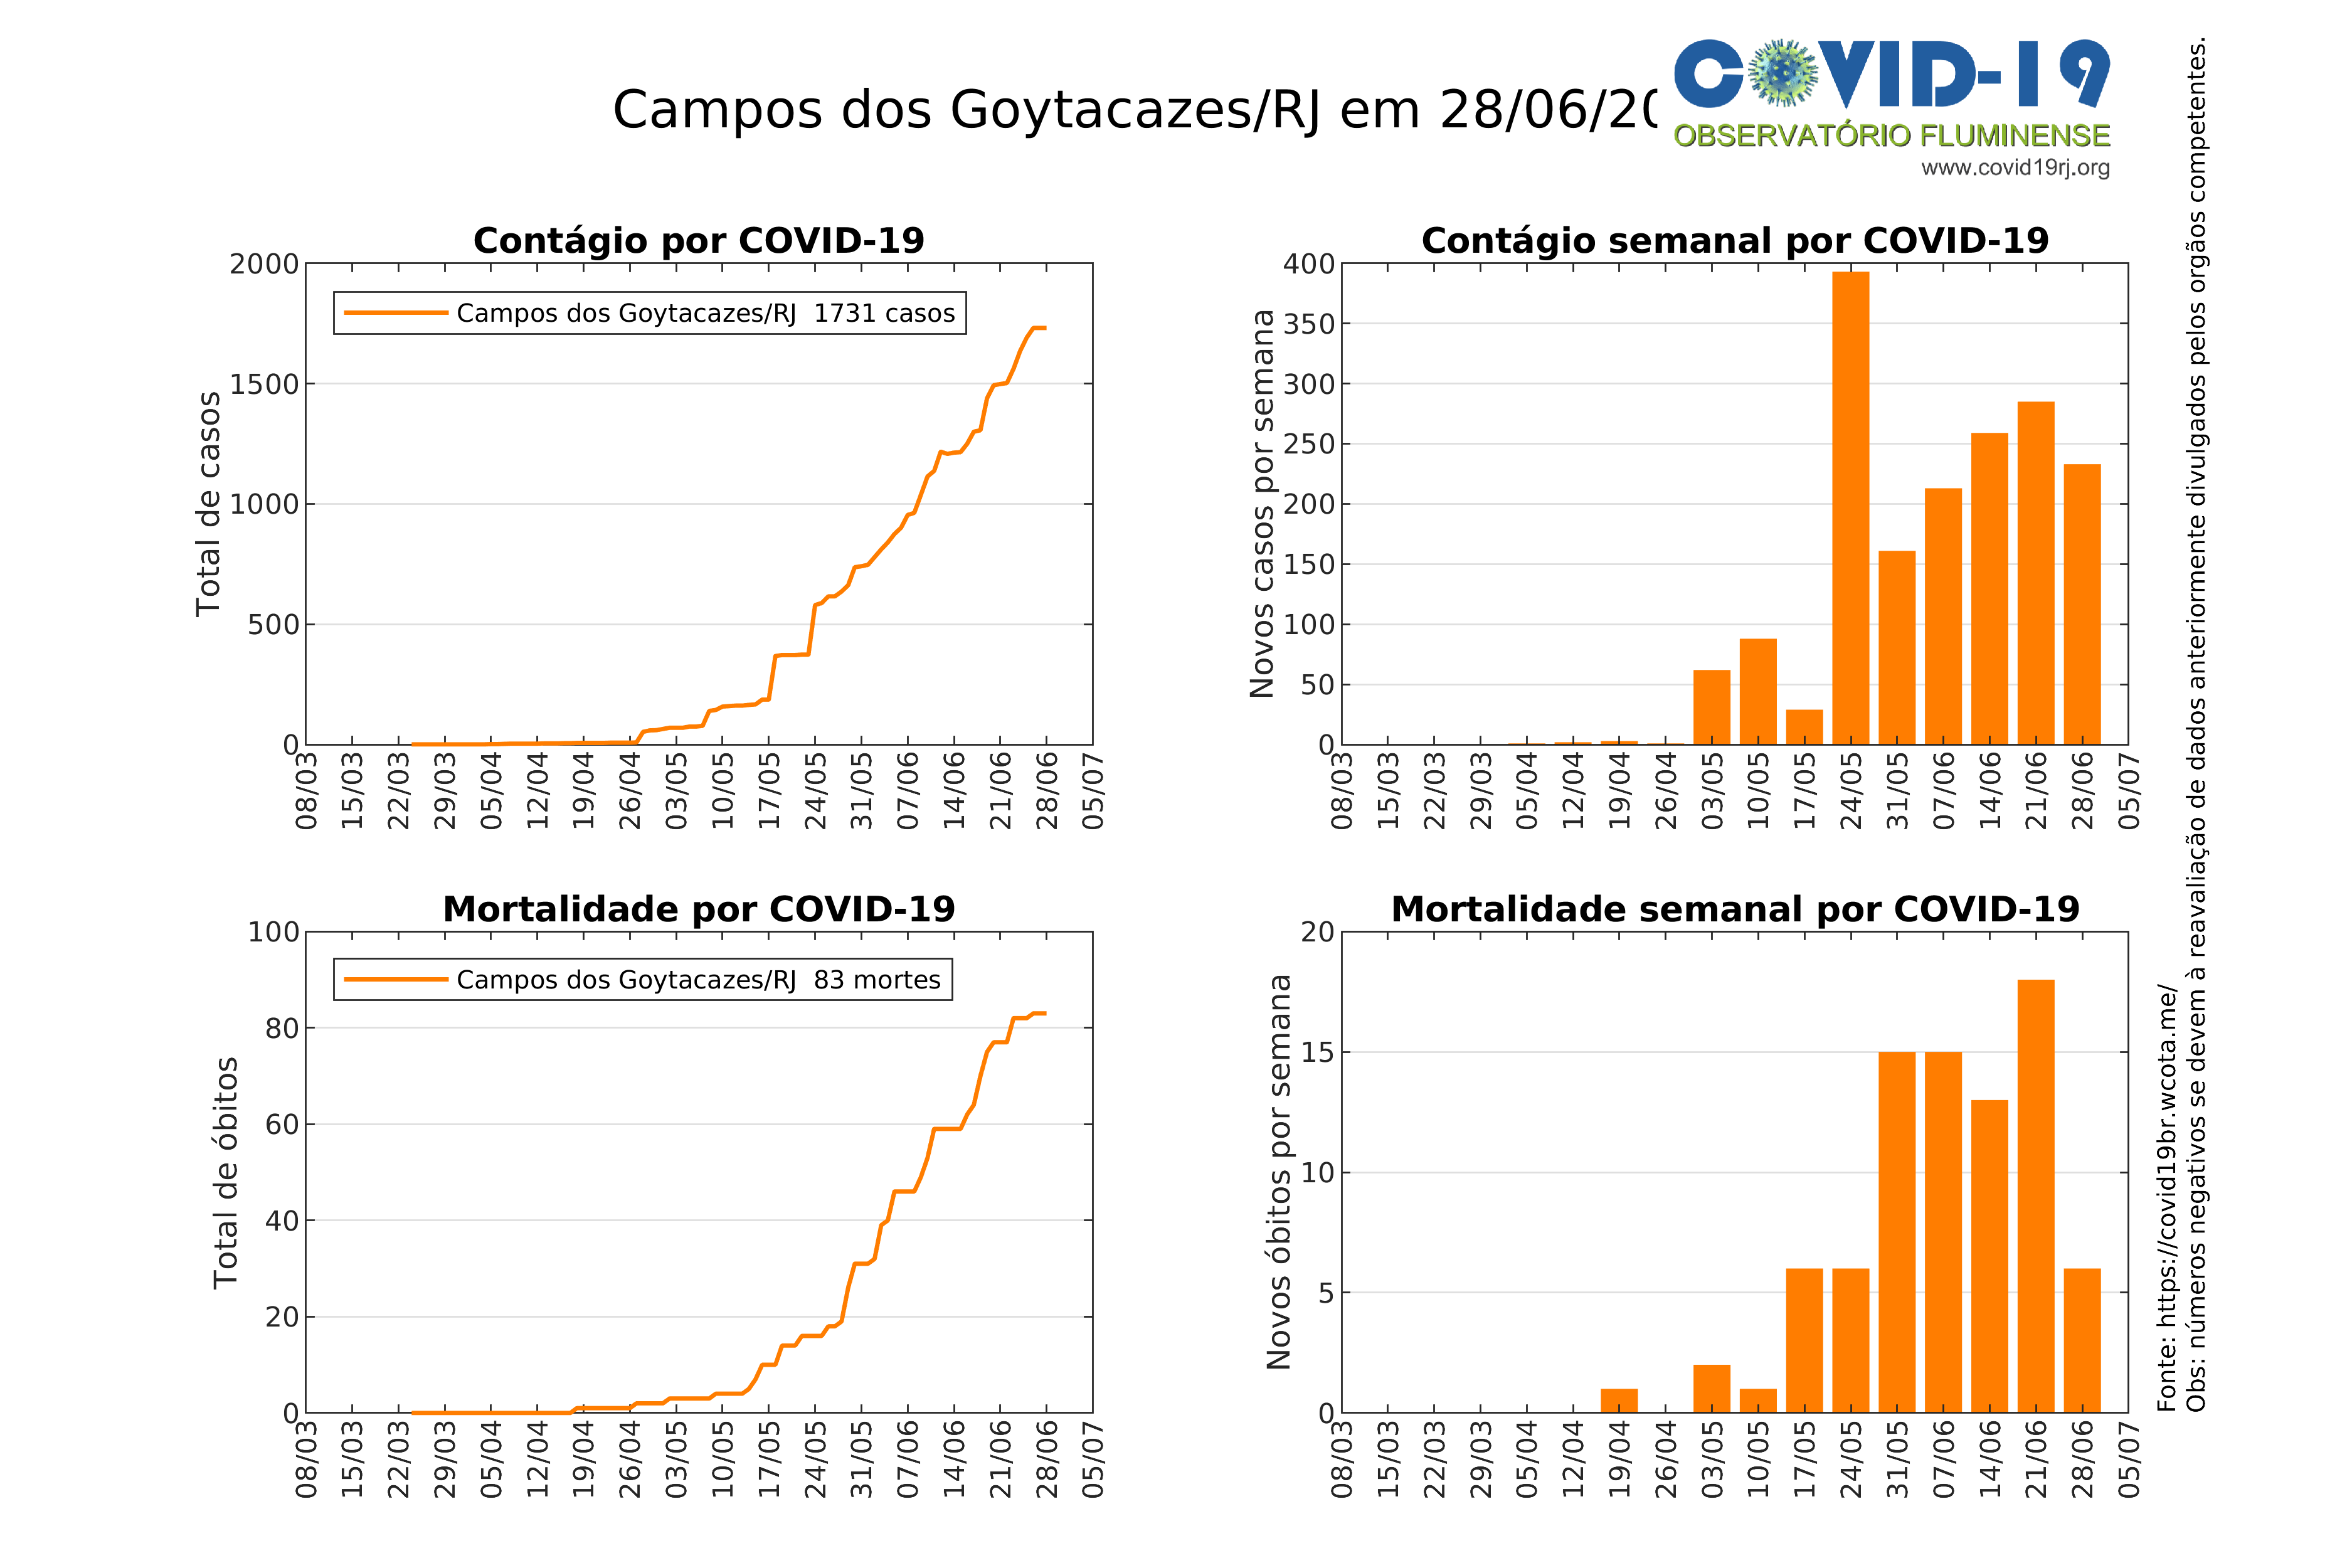 Campos dos Goytacazes/RJ em 28/06/20
COVID-19
OBSERVATÓRIO FLUMINENSE
www.covid19rj.org
Contágio por COVID-19
Total de casos
2000
1500
1000
500
0
Campos dos Goytacazes/RJ 1731 casos
08/03 15/03 22/03 29/03 05/04 12/04 19/04 26/04 03/05 10/05 17/05 24/05 31/05 07/06 14/06 21/06 28/06 05/07
Contágio semanal por COVID-19
Novos casos por semana
400
350
300
250
200
150
100
50
0
08/03 15/03 22/03 29/03 05/04 12/04 19/04 26/04 03/05 10/05 17/05 24/05 31/05 07/06 14/06 21/06 28/06 05/07
Mortalidade por COVID-19
Total de óbitos
100
80
60
40
20
0
Campos dos Goytacazes/RJ 83 mortes
08/03 15/03 22/03 29/03 05/04 12/04 19/04 26/04 03/05 10/05 17/05 24/05 31/05 07/06 14/06 21/06 28/06 05/07
Mortalidade semanal por COVID-19
Novos óbitos por semana
20
15
10
5
0
08/03 15/03 22/03 29/03 05/04 12/04 19/04 26/04 03/05 10/05 17/05 24/05 31/05 07/06 14/06 21/06 28/06 05/07
Fonte: https://covid19br.wcota.me/
Obs: números negativos se devem à reavaliação de dados anteriormente divulgados pelos orgãos competentes.